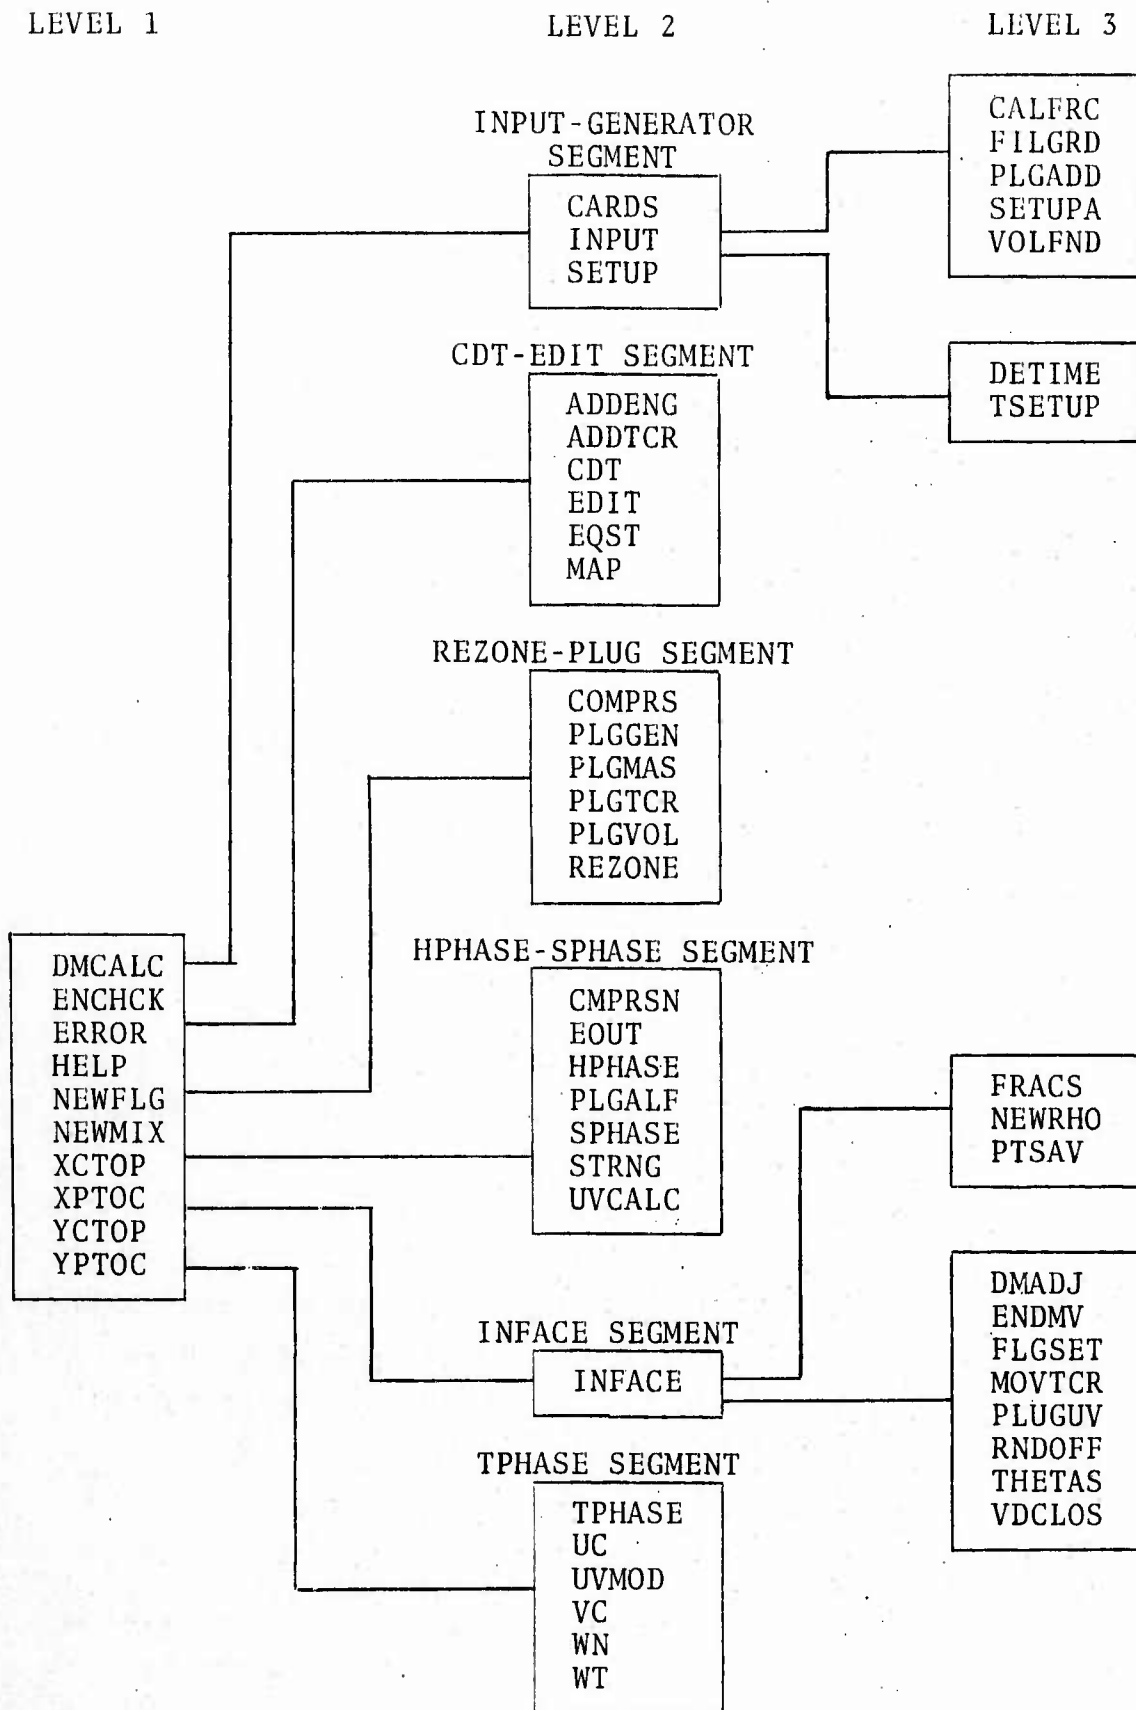 LEVEL 1
LEVEL 2
LEVEL 3
INPUT-GENERATOR
SEGMENT
CARDS
INPUT
SETUP
CALFRC
FILGRD
PLGADD
SETUPA
VOLFND
DETIME
TSETUP
CDT-EDIT SEGMENT
ADDENG
ADDTCR
CDT
EDIT
EQST
MAP
REZONE-PLUG SEGMENT
COMPRS
PLGGEN
PLGMAS
PLGTCR
PLGVOL
REZONE
DMCALC
ENCHCK
ERROR
HELP
NEWFLG
NEWMIX
XCTOP
XPTOC
YCTOP
YPTOC
HPHASE-SPHASE SEGMENT
CMPRSN
EOUT
HPHASE
PLGALF
SPHASE
STRNG
UVCALC
INFACE SEGMENT
INFACE
FRACS
NEWRHO
PTSAV
DMADJ
ENDMV
FLGSET
MOVTCR
PLUGUV
RNDOFF
THETAS
VDCLOS
TPHASE SEGMENT
TPHASE
UC
UVMOD
VC
WN
WT